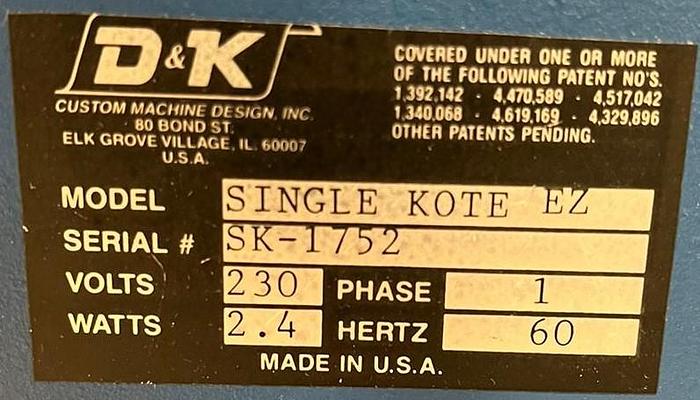 D&K
CUSTOM MACHINE DESIGN, INC.
80 BOND ST.
ELK GROVE VILLAGE, IL. 60007
U.S.A.
COVERED UNDER ONE OR MORE
OF THE FOLLOWING PATENT NO'S.
1,392,142 - 4,470,589 - 4,517,042
1,340,068 - 4,619,169 - 4,329,896
OTHER PATENTS PENDING.
MODEL SINGLE KOTE EZ
SERIAL # SK-1752
VOLTS 230 PHASE 1
WATTS 2.4 HERTZ 60
MADE IN U.S.A.